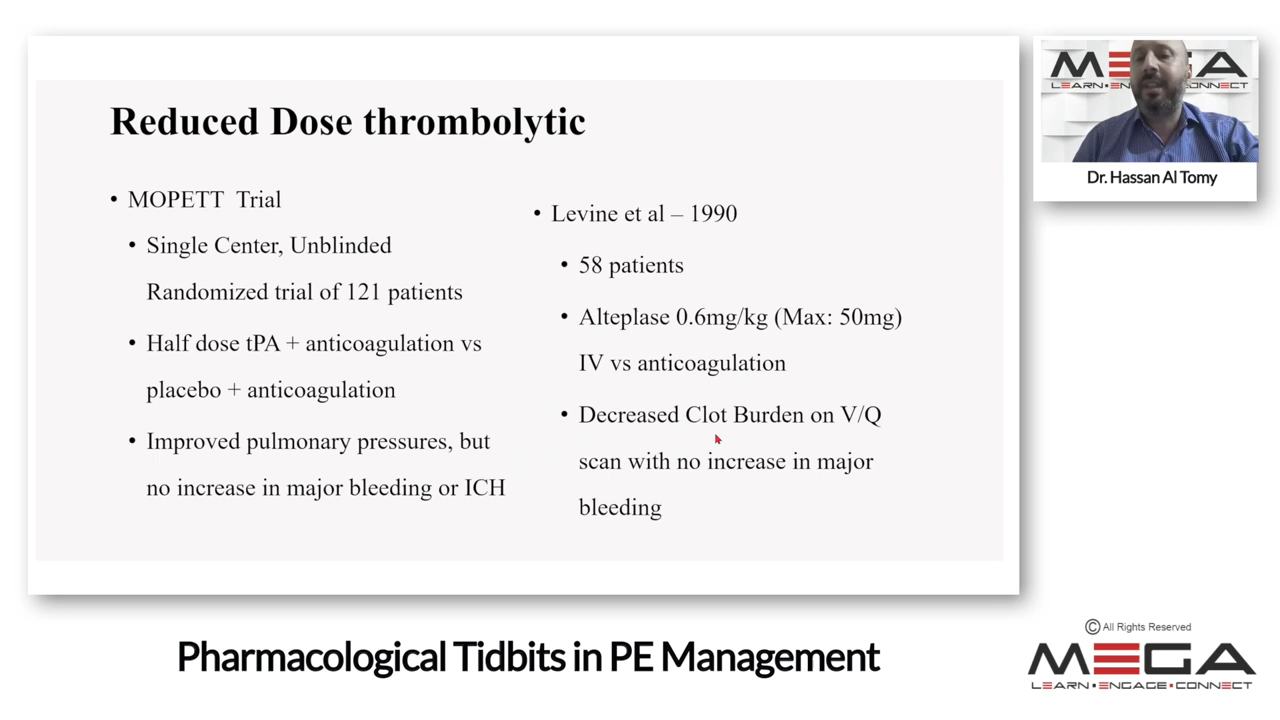 Reduced Dose thrombolytic
• MOPETT Trial
• Single Center, Unblinded
Randomized trial of 121 patients
• Half dose tPA + anticoagulation vs
placebo + anticoagulation
• Improved pulmonary pressures, but
no increase in major bleeding or ICH
• Levine et al – 1990
• 58 patients
• Alteplase 0.6mg/kg (Max: 50mg)
IV vs anticoagulation
• Decreased Clot Burden on V/Q
scan with no increase in major
bleeding
Dr. Hassan Al Tomy
Pharmacological Tidbits in PE Management
© All Rights Reserved
MEGA
LEARN•ENGAGE•CONNECT